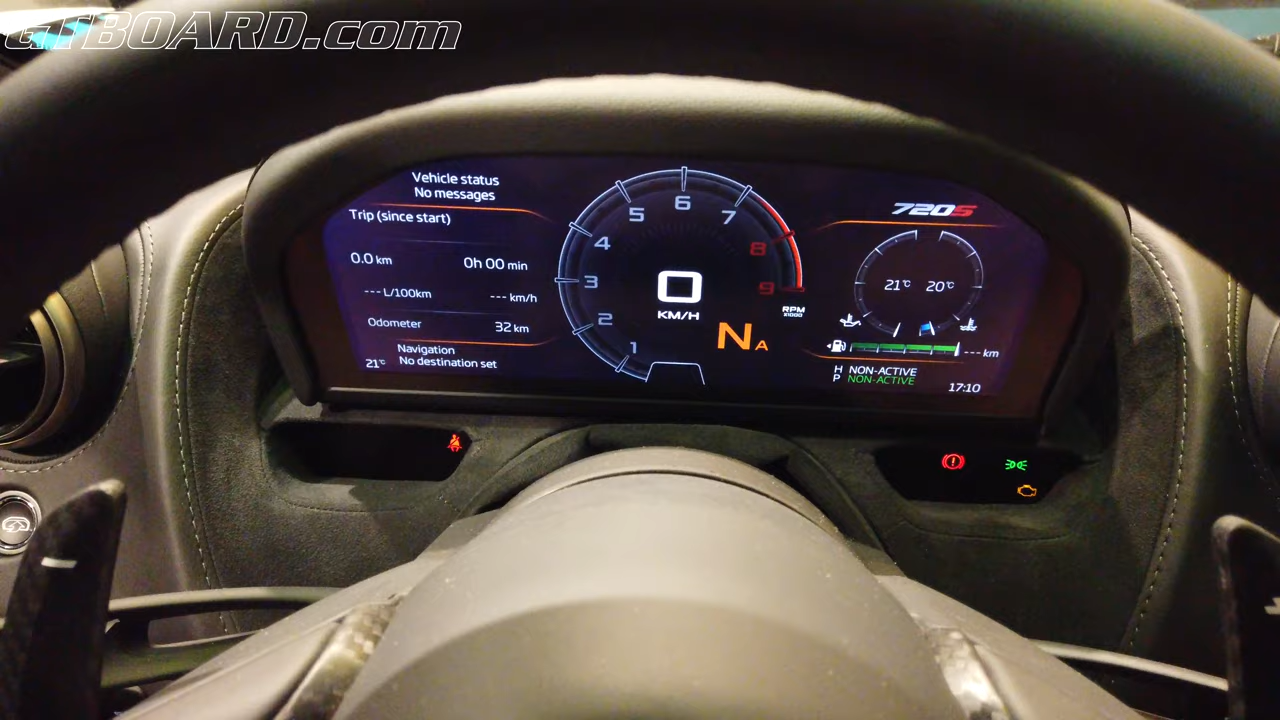 GTBOARD.com
Vehicle status
No messages
Trip (since start)
0.0 km
0h 00 min
--- L/100km
--- km/h
Odometer
32 km
Navigation
No destination set
21°C
1
2
3
4
5
6
7
8
9
RPM
x1000
0
KM/H
N A
720S
21°C 20°C
--- km
H NON-ACTIVE
P NON-ACTIVE
17:10